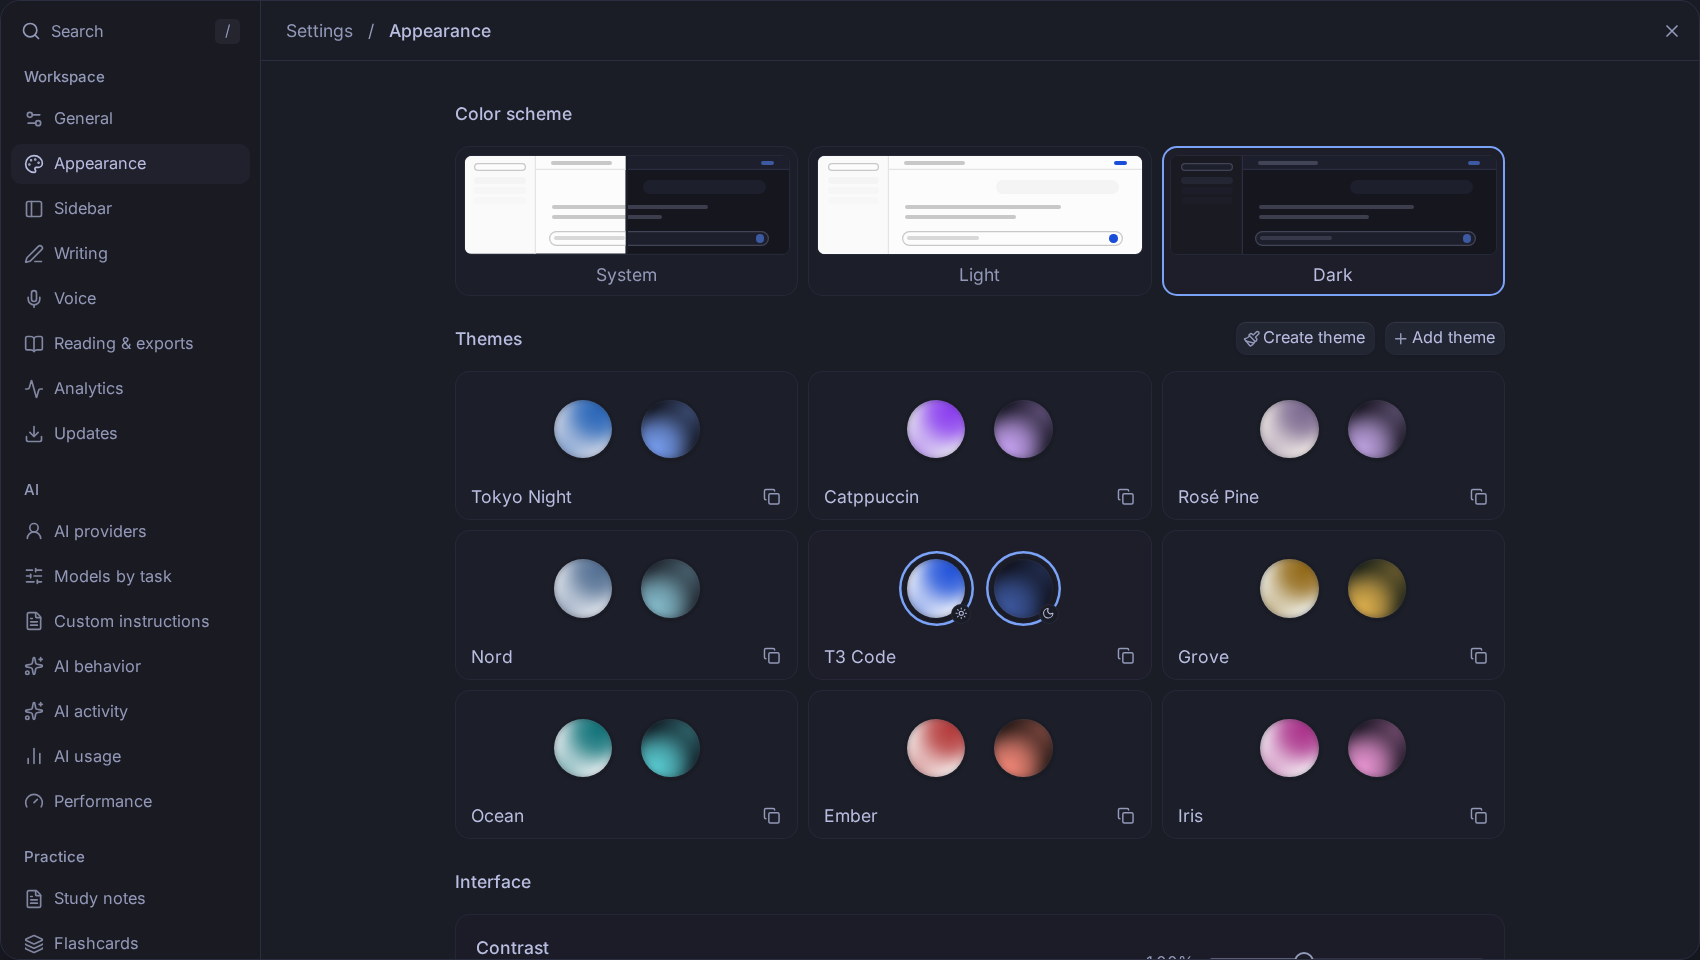 Search /
Workspace
General
Appearance
Sidebar
Writing
Voice
Reading & exports
Analytics
Updates
AI
AI providers
Models by task
Custom instructions
AI behavior
AI activity
AI usage
Performance
Practice
Study notes
Flashcards
Settings / Appearance
Color scheme
System
Light
Dark
Themes
Create theme
Add theme
Tokyo Night
Catppuccin
Rosé Pine
Nord
T3 Code
Grove
Ocean
Ember
Iris
Interface
Contrast